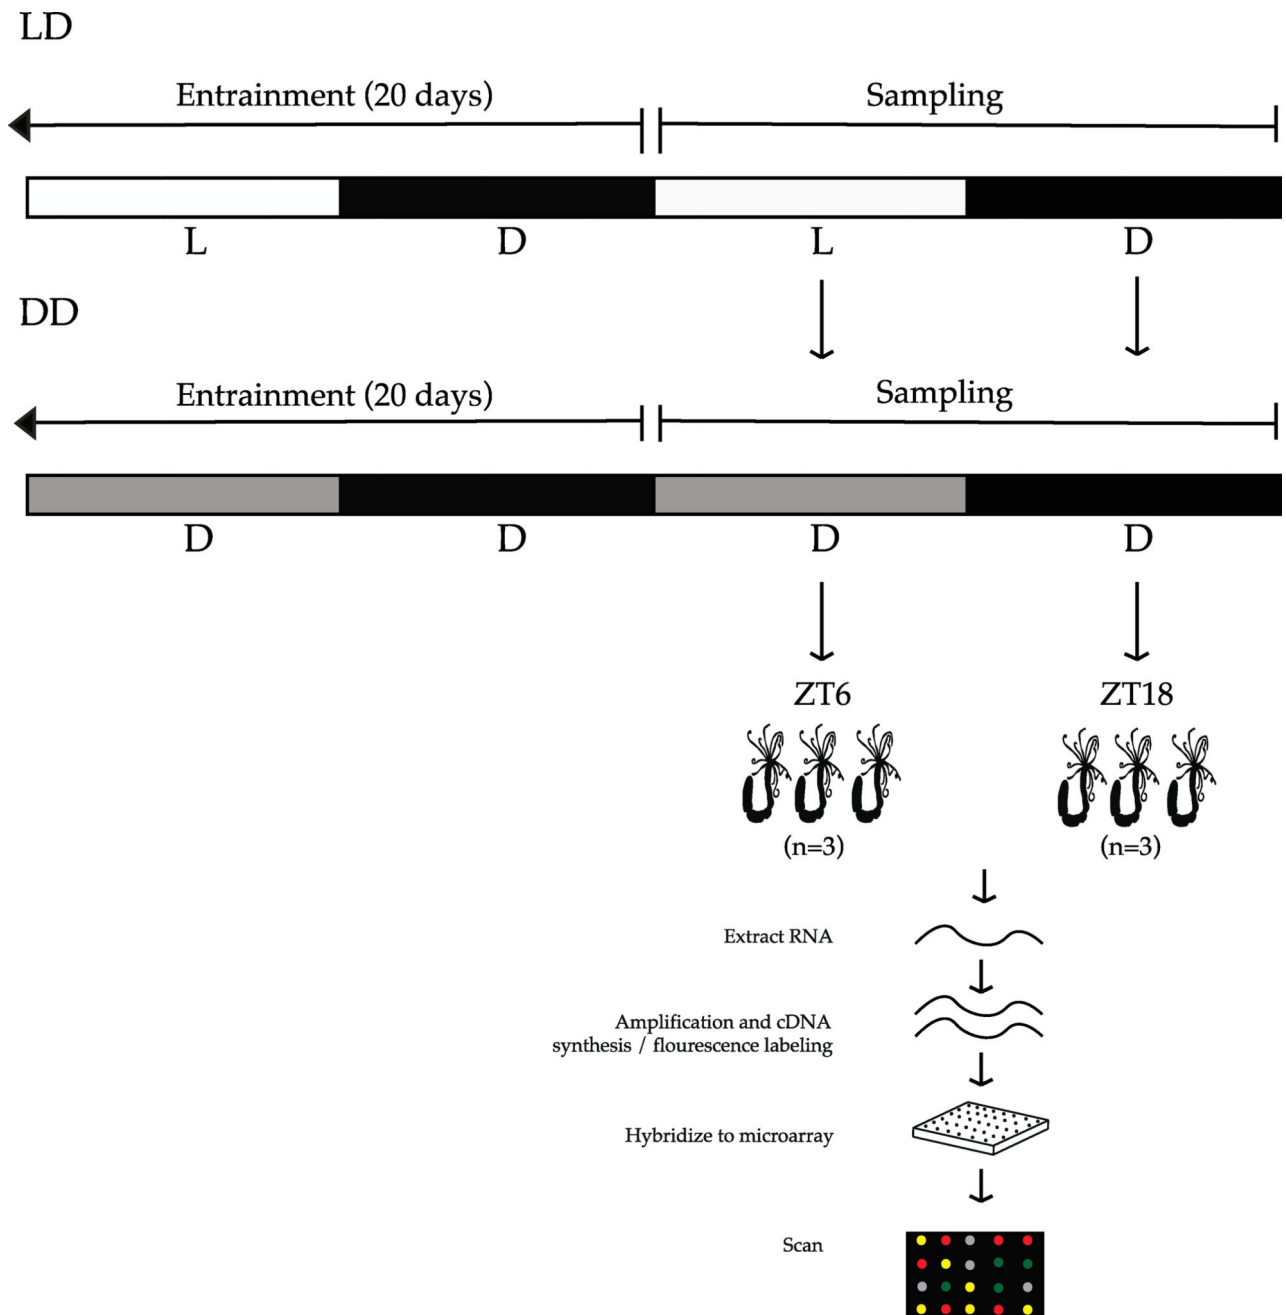 LD
Entrainment (20 days)
Sampling
L
D
L
D
DD
Entrainment (20 days)
Sampling
D
D
D
D
ZT6
ZT18
(n=3)
(n=3)
Extract RNA
Amplification and cDNA
synthesis / flourescence labeling
Hybridize to microarray
Scan